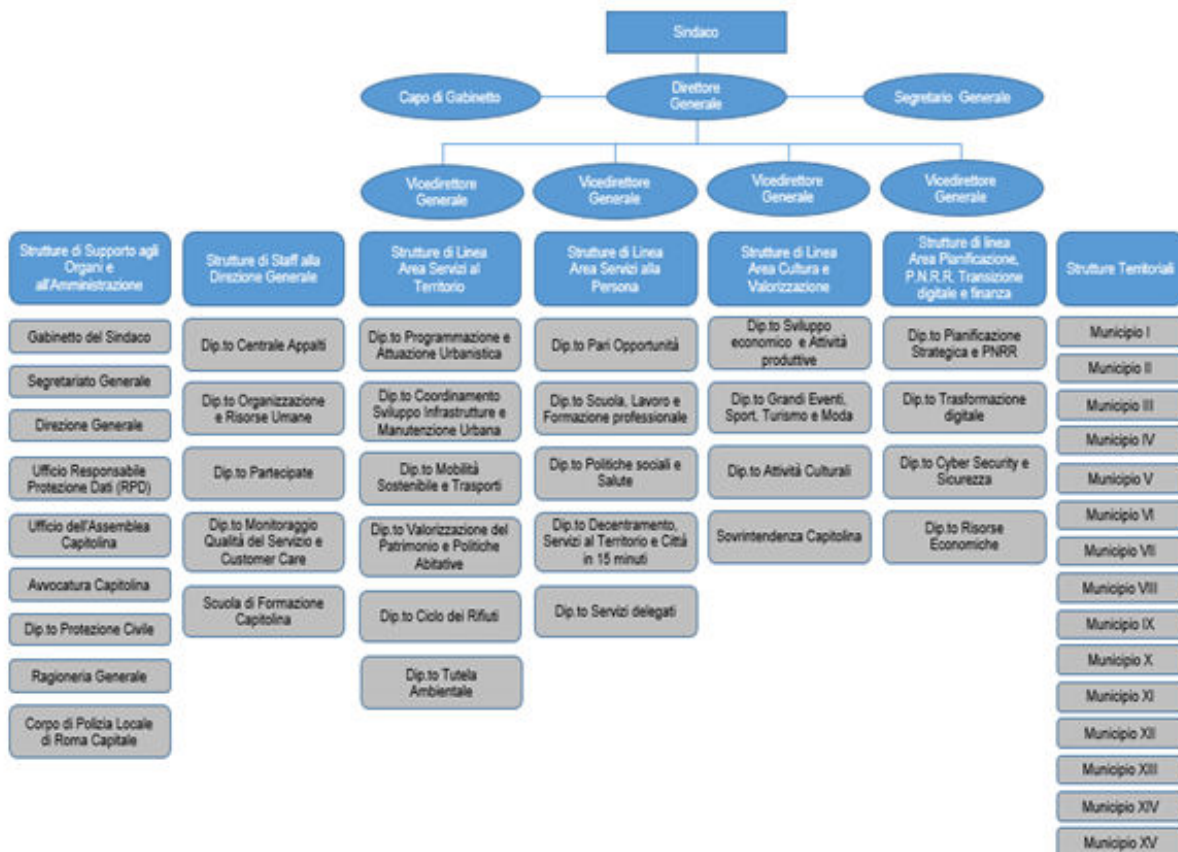 Sindaco
Capo di Gabinetto
Direttore
Generale
Segretario Generale
Vicedirettore
Generale
Vicedirettore
Generale
Vicedirettore
Generale
Vicedirettore
Generale
Strutture di Supporto agli
Organi e
all'Amministrazione
Gabinetto del Sindaco
Segretariato Generale
Direzione Generale
Ufficio Responsabile
Protezione Dati (RPD)
Ufficio dell'Assemblea
Capitolina
Avvocatura Capitolina
Dip.to Protezione Civile
Ragioneria Generale
Corpo di Polizia Locale
di Roma Capitale
Strutture di Staff alla
Direzione Generale
Dip.to Centrale Appalti
Dip.to Organizzazione
e Risorse Umane
Dip.to Partecipate
Dip.to Monitoraggio
Qualità del Servizio e
Customer Care
Scuola di Formazione
Capitolina
Strutture di Linea
Area Servizi al
Territorio
Dip.to Programmazione e
Attuazione Urbanistica
Dip.to Coordinamento
Sviluppo Infrastrutture e
Manutenzione Urbana
Dip.to Mobilità
Sostenibile e Trasporti
Dip.to Valorizzazione del
Patrimonio e Politiche
Abitative
Dip.to Ciclo dei Rifiuti
Dip.to Tutela
Ambientale
Strutture di Linea
Area Servizi alla
Persona
Dip.to Pari Opportunità
Dip.to Scuola, Lavoro e
Formazione professionale
Dip.to Politiche sociali e
Salute
Dip.to Decentramento,
Servizi al Territorio e Città
in 15 minuti
Dip.to Servizi delegati
Strutture di Linea
Area Cultura e
Valorizzazione
Dip.to Sviluppo
economico e Attività
produttive
Dip.to Grandi Eventi,
Sport, Turismo e Moda
Dip.to Attività Culturali
Sovrintendenza Capitolina
Strutture di linea
Area Pianificazione,
P.N.R.R. Transizione
digitale e finanza
Dip.to Pianificazione
Strategica e PNRR
Dip.to Trasformazione
digitale
Dip.to Cyber Security e
Sicurezza
Dip.to Risorse
Economiche
Strutture Territoriali
Municipio I
Municipio II
Municipio III
Municipio IV
Municipio V
Municipio VI
Municipio VII
Municipio VIII
Municipio IX
Municipio X
Municipio XI
Municipio XII
Municipio XIII
Municipio XIV
Municipio XV